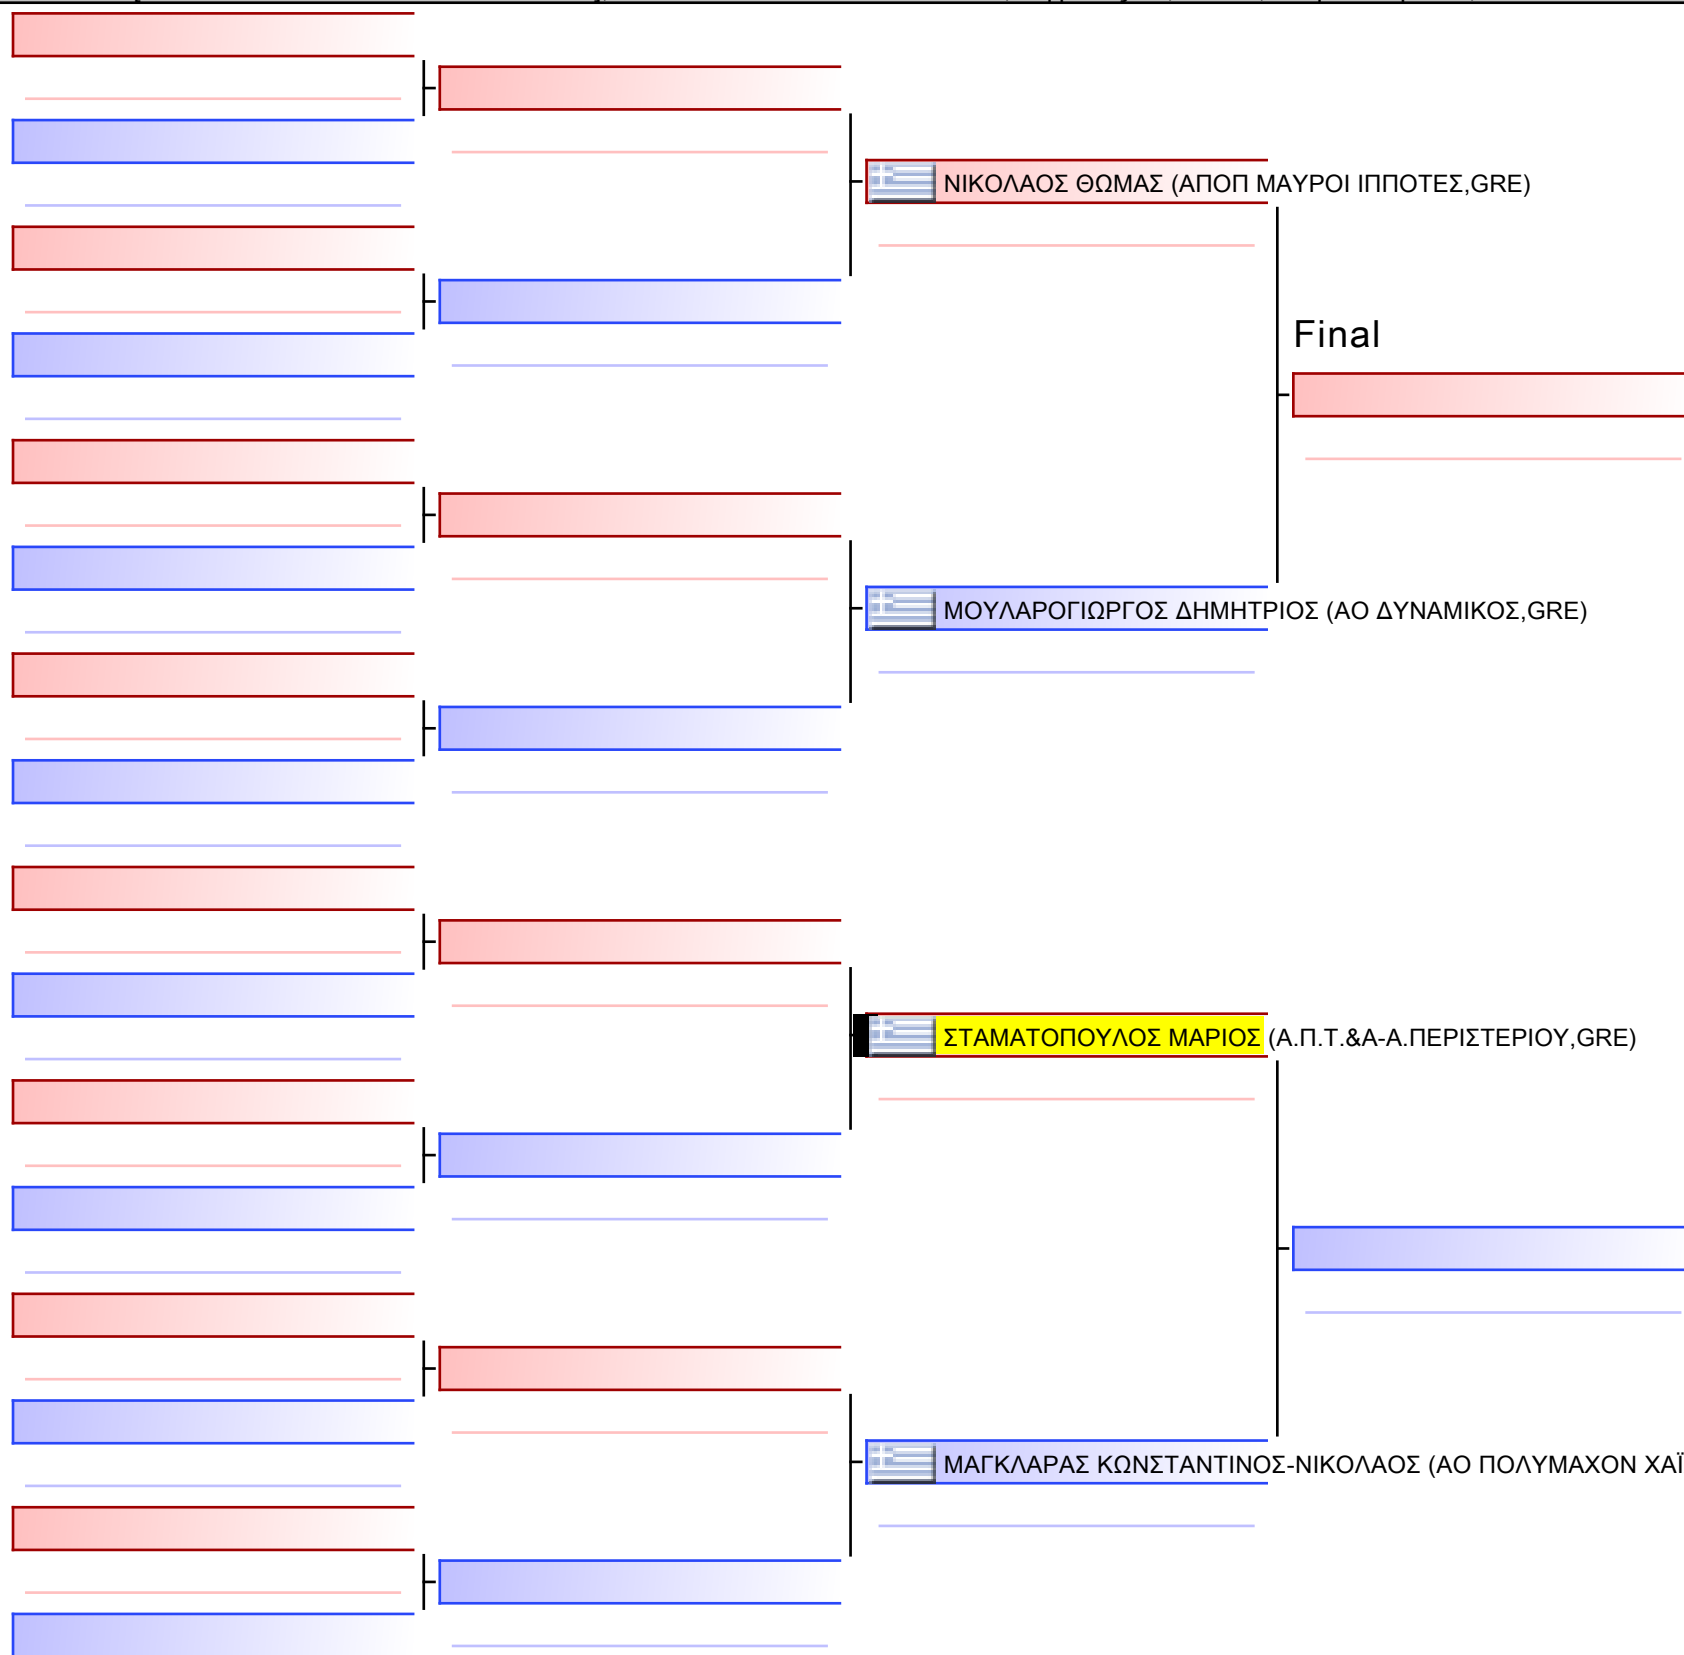 ΝΙΚΟΛΑΟΣ ΘΩΜΑΣ (ΑΠΟΠ ΜΑΥΡΟΙ ΙΠΠΟΤΕΣ,GRE)
Final
ΜΟΥΛΑΡΟΓΙΩΡΓΟΣ ΔΗΜΗΤΡΙΟΣ (ΑΟ ΔΥΝΑΜΙΚΟΣ,GRE)
ΣΤΑΜΑΤΟΠΟΥΛΟΣ ΜΑΡΙΟΣ (Α.Π.Τ.&Α-Α.ΠΕΡΙΣΤΕΡΙΟΥ,GRE)
ΜΑΓΚΛΑΡΑΣ ΚΩΝΣΤΑΝΤΙΝΟΣ-ΝΙΚΟΛΑΟΣ (ΑΟ ΠΟΛΥΜΑΧΟΝ ΧΑΪ